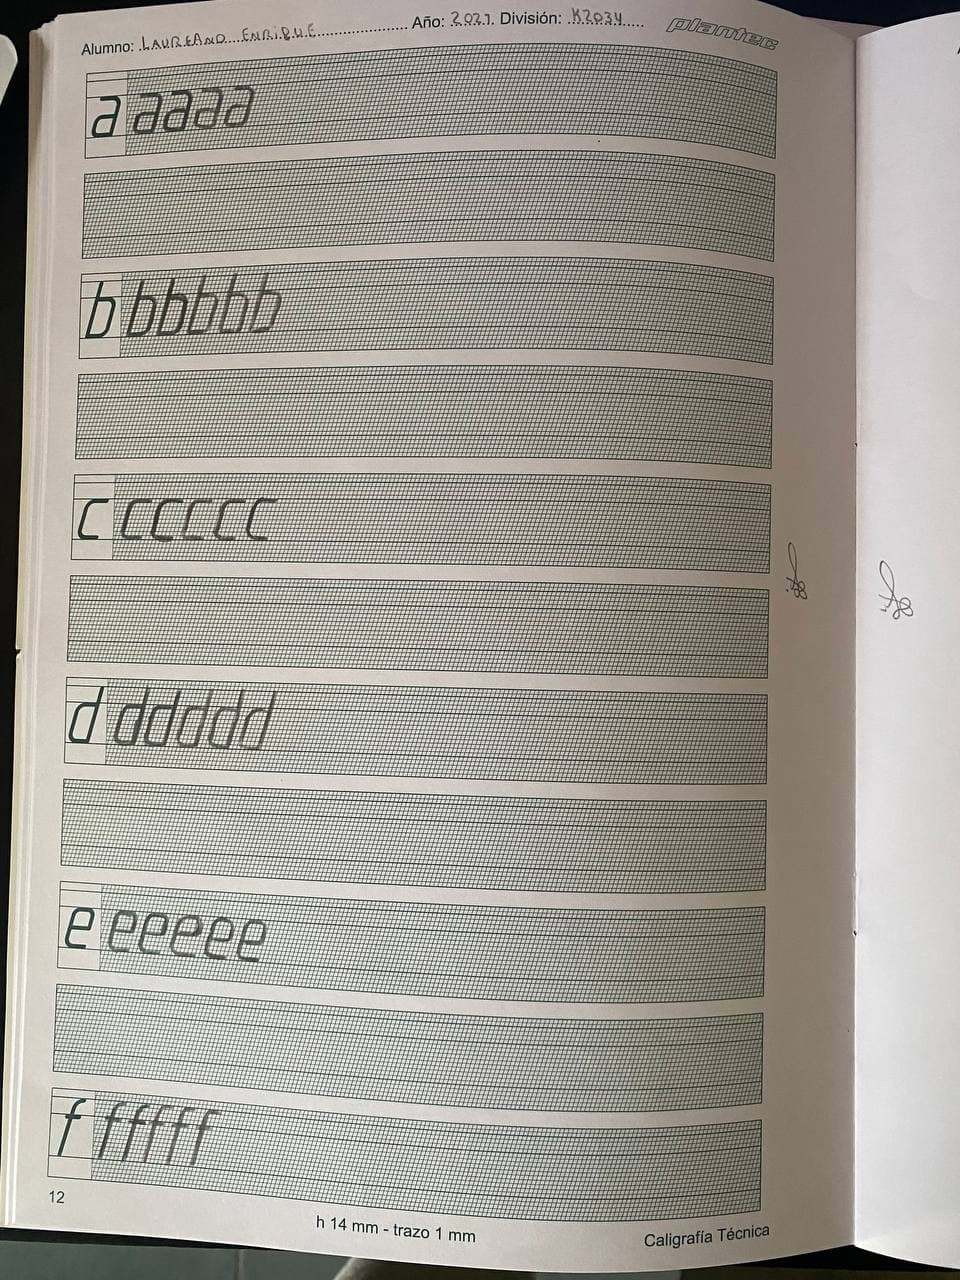 Alumno: LAUREANO ENRIQUE Año: 2021. División: K2034 plantec
a aaaaa
b bbbbb
c ccccc
d ddddd
e eeeee
f fffff
12 h 14 mm - trazo 1 mm Caligrafía Técnica